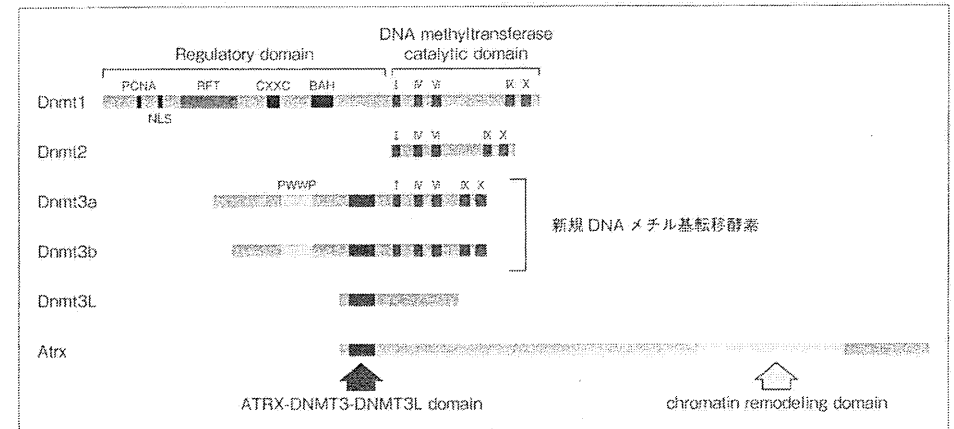 DNA methyltransferase
Regulatory domain catalytic domain
PCNA RFT CXXC BAH I IV VI IX X
Dnmt1
NLS
I IV VI IX X
Dnmt2
PWWP I IV VI IX X
Dnmt3a
新規 DNA メチル基転移酵素
Dnmt3b
Dnmt3L
Atrx
ATRX-DNMT3-DNMT3L domain chromatin remodeling domain